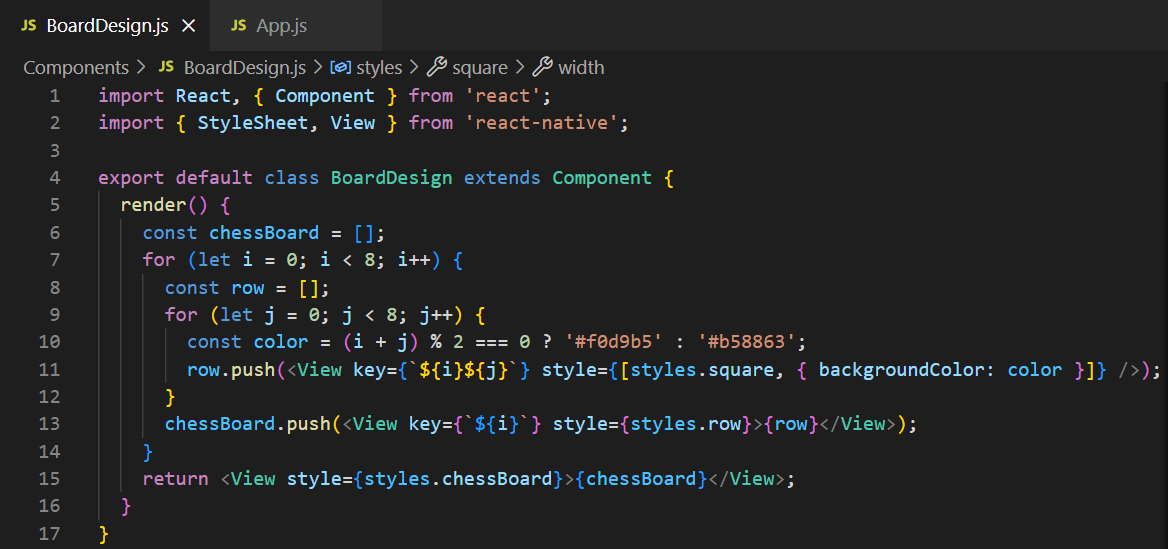 JS BoardDesign.js ×
JS App.js
Components > JS BoardDesign.js > styles > square > width
1 import React, { Component } from 'react';
2 import { StyleSheet, View } from 'react-native';
3
4 export default class BoardDesign extends Component {
5   render() {
6     const chessBoard = [];
7     for (let i = 0; i < 8; i++) {
8       const row = [];
9       for (let j = 0; j < 8; j++) {
10         const color = (i + j) % 2 === 0 ? '#f0d9b5' : '#b58863';
11         row.push(<View key={`${i}${j}`} style={[styles.square, { backgroundColor: color }]} />);
12       }
13       chessBoard.push(<View key={`${i}`} style={styles.row}>{row}</View>);
14     }
15     return <View style={styles.chessBoard}>{chessBoard}</View>;
16   }
17 }